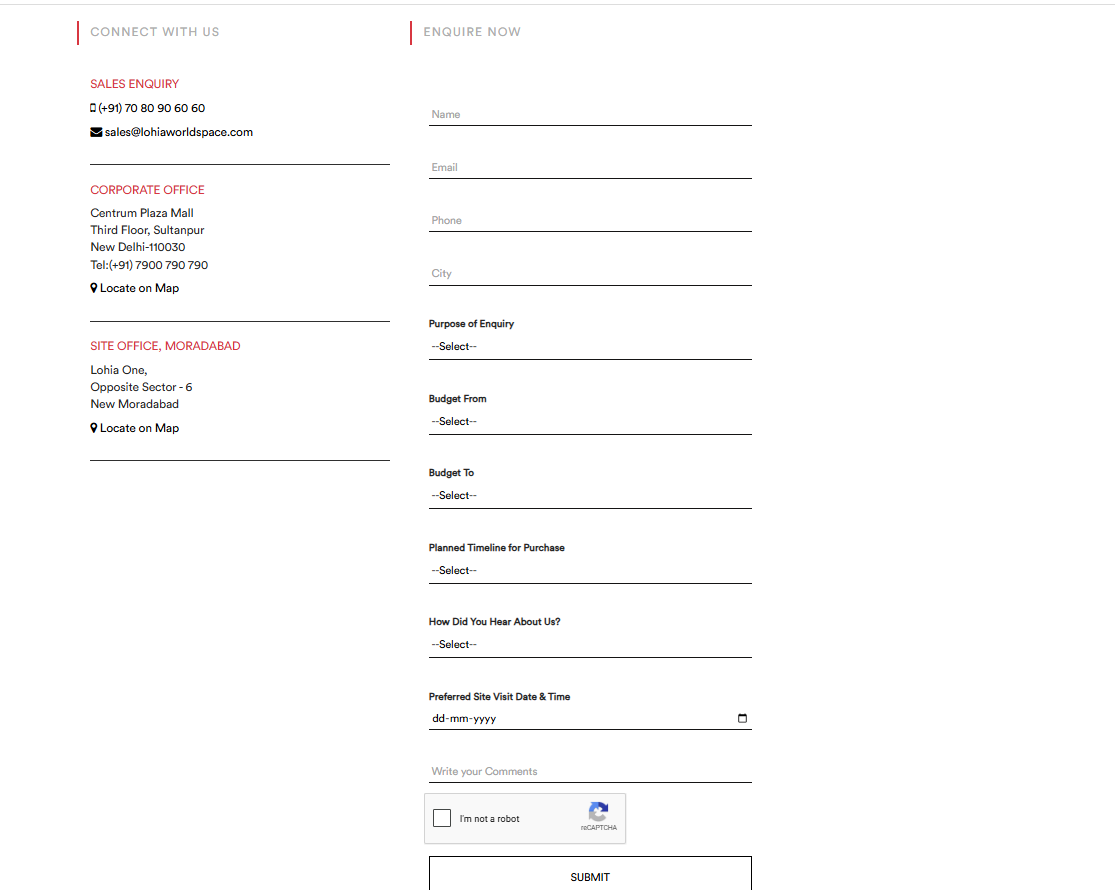 CONNECT WITH US
SALES ENQUIRY
(+91) 70 80 90 60 60
sales@lohiaworldspace.com
CORPORATE OFFICE
Centrum Plaza Mall
Third Floor, Sultanpur
New Delhi-110030
Tel:(+91) 7900 790 790
Locate on Map
SITE OFFICE, MORADABAD
Lohia One,
Opposite Sector - 6
New Moradabad
Locate on Map
ENQUIRE NOW
Name
Email
Phone
City
Purpose of Enquiry
--Select--
Budget From
--Select--
Budget To
--Select--
Planned Timeline for Purchase
--Select--
How Did You Hear About Us?
--Select--
Preferred Site Visit Date & Time
dd-mm-yyyy
Write your Comments
I'm not a robot
reCAPTCHA
SUBMIT